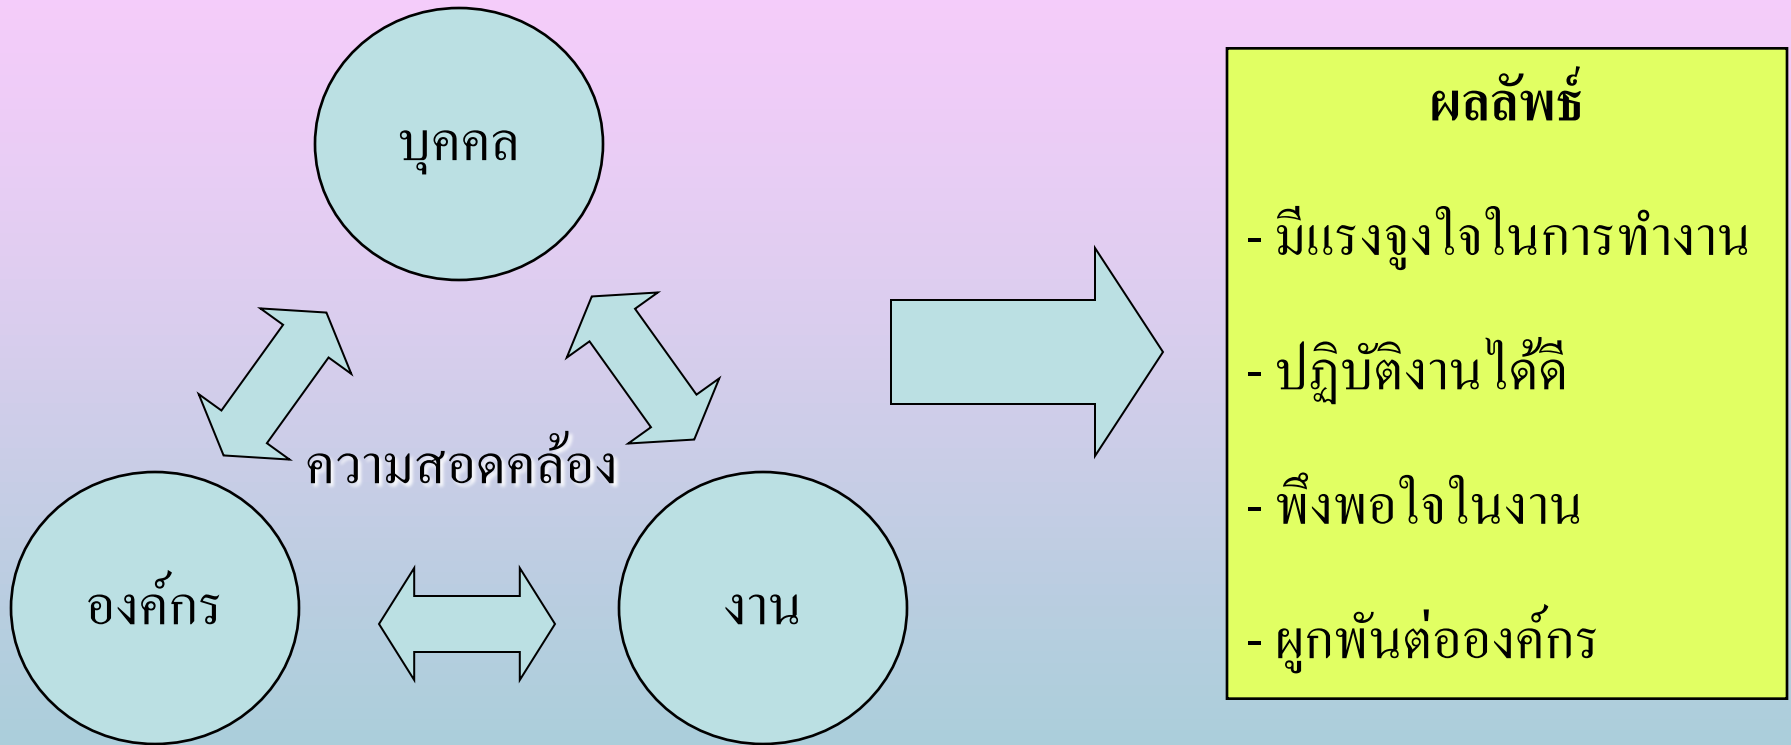 บุคคล
ความสอดคล้อง
องค์กร
งาน
ผลลัพธ์
- มีแรงจูงใจในการทำงาน
- ปฏิบัติงานได้ดี
- พึงพอใจในงาน
- ผูกพันต่อองค์กร